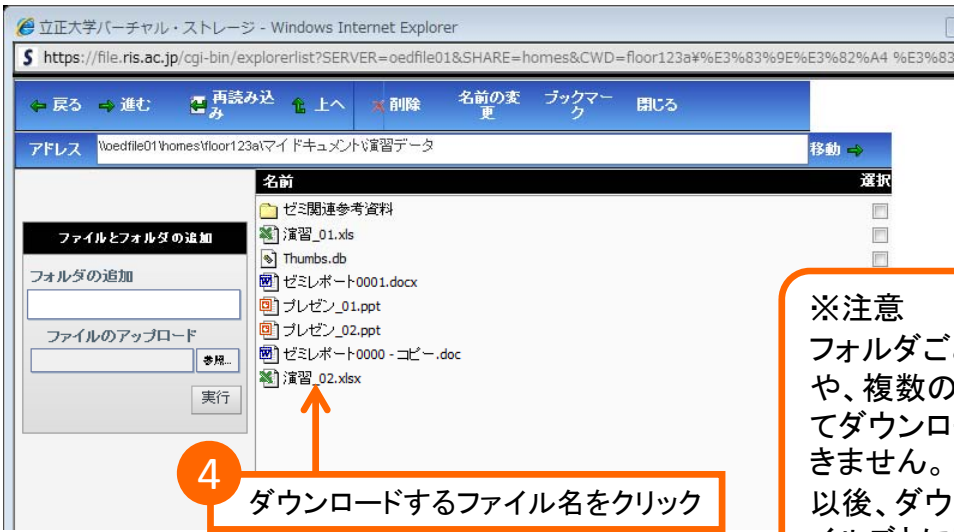 立正大学バーチャル・ストレージ - Windows Internet Explorer
https://file.ris.ac.jp/cgi-bin/explorerlist?SERVER=oedfile01&SHARE=homes&CWD=floor123a¥%E3%83%9E%E3%82%A4 %E3%83
戻る 進む 再読み込み 上へ 削除 名前の変更 ブックマーク 閉じる
アドレス \\oedfile01\homes\floor123a\マイドキュメント\演習データ 移動
名前 選択
ゼミ関連参考資料
演習_01.xls
Thumbs.db
ゼミレポート0001.docx
プレゼン_01.ppt
プレゼン_02.ppt
ゼミレポート0000 - コピー.doc
演習_02.xlsx
ファイルとフォルダの追加
フォルダの追加
ファイルのアップロード
参照...
実行
4
ダウンロードするファイル名をクリック
※注意
フォルダご
や、複数の
てダウンロ
きません。
以後、ダウ